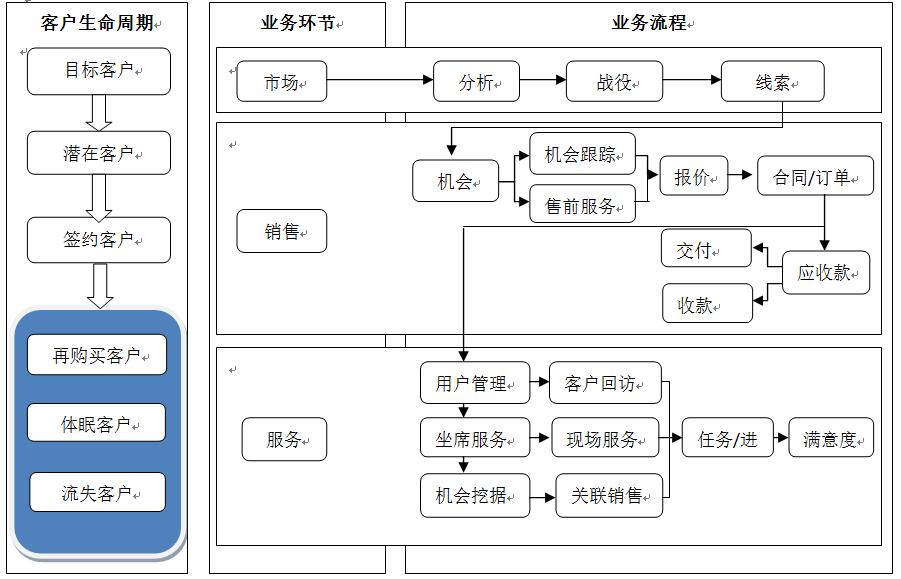 客户生命周期
业务环节
业务流程
目标客户
潜在客户
签约客户
再购买客户
体眠客户
流失客户
市场
分析
战役
线索
销售
机会
机会跟踪
售前服务
报价
合同/订单
交付
应收款
收款
服务
用户管理
客户回访
坐席服务
现场服务
任务/进
满意度
机会挖据
关联销售